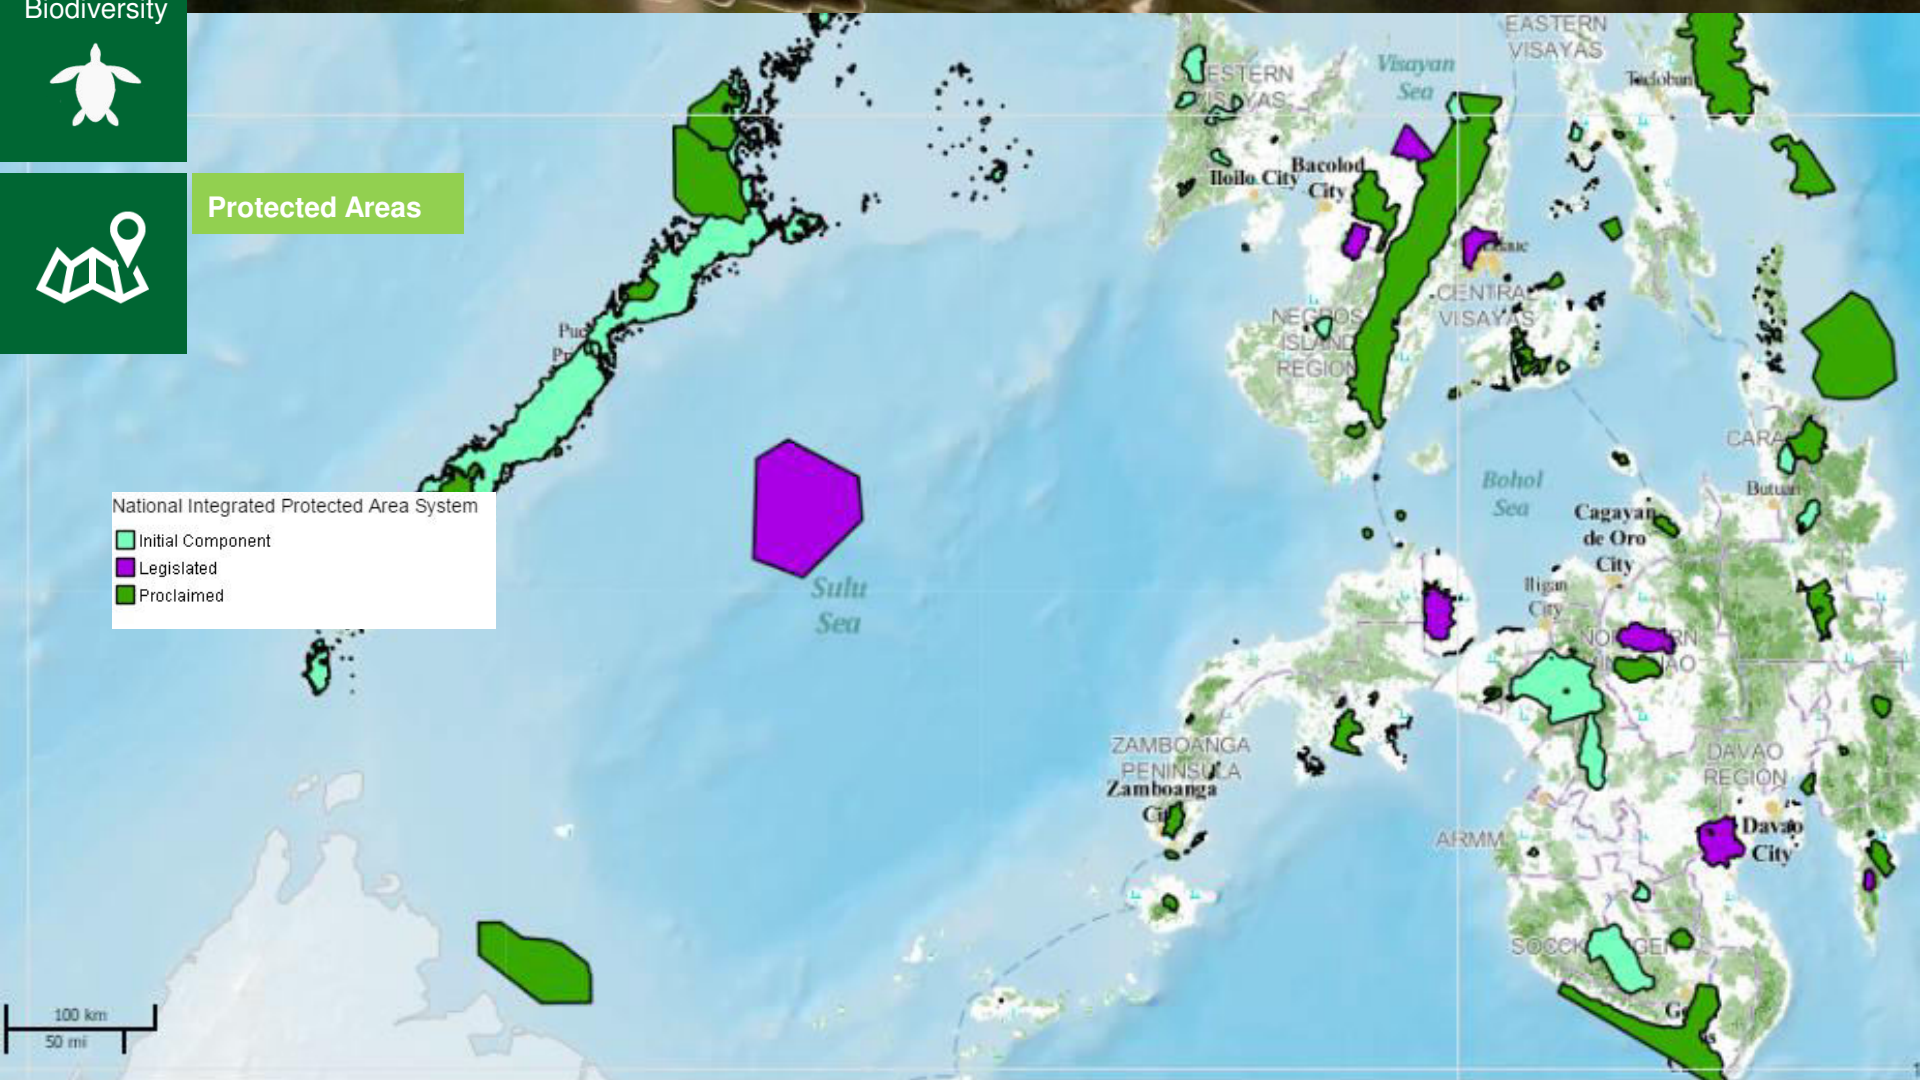 Biodiversity
Protected Areas
National Integrated Protected Area System
Initial Component
Legislated
Proclaimed
100 km
50 mi
EASTERN
VISAYAS
Visayan
Sea
Tacloban
Iloilo City
Bacolod
City
CENTRAL
VISAYAS
NEGROS
ISLAND
REGION
Bohol
Sea
Butuan
Cagayan
de Oro
City
Iligan
City
Sulu
Sea
ZAMBOANGA
PENINSULA
Zamboanga
DAVAO
REGION
Davao
City
ARMM